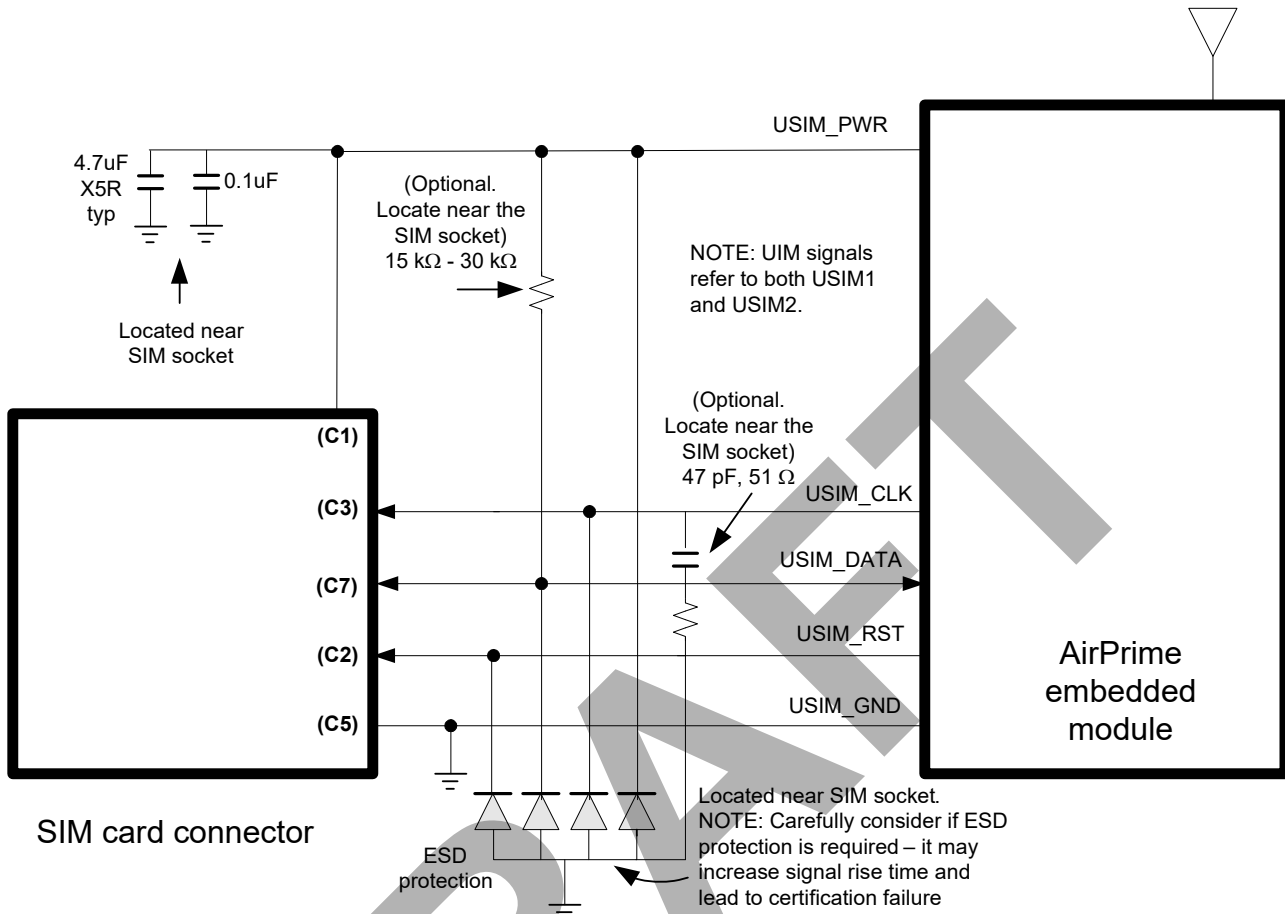 USIM_PWR
4.7uF
X5R
typ
0.1uF
(Optional.
Locate near the
SIM socket)
15 kΩ - 30 kΩ
NOTE: UIM signals
refer to both USIM1
and USIM2.
Located near
SIM socket
(Optional.
Locate near the
SIM socket)
47 pF, 51 Ω
(C1)
(C3)
USIM_CLK
(C7)
USIM_DATA
(C2)
USIM_RST
(C5)
USIM_GND
AirPrime
embedded
module
SIM card connector
ESD
protection
Located near SIM socket.
NOTE: Carefully consider if ESD
protection is required – it may
increase signal rise time and
lead to certification failure
DRAFT